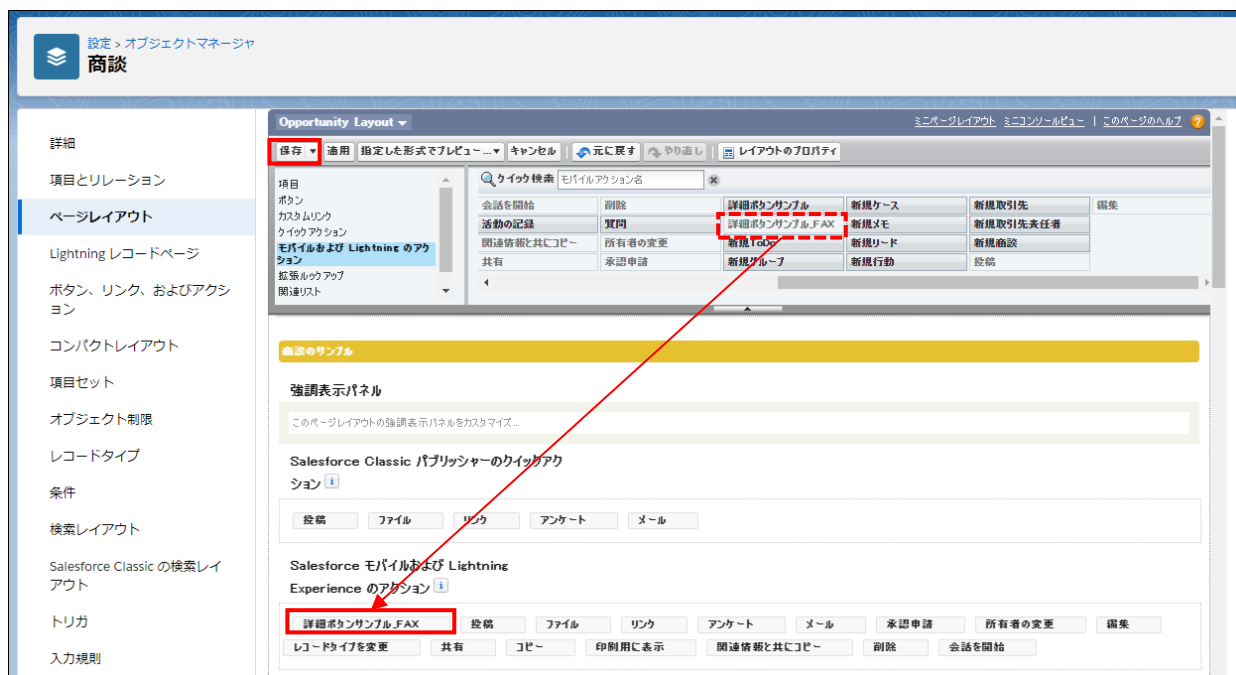 設定 > オブジェクトマネージャ
商談
詳細
項目とリレーション
ページレイアウト
Lightning レコードページ
ボタン、リンク、およびアクシ
ョン
コンパクトレイアウト
項目セット
オブジェクト制限
レコードタイプ
条件
検索レイアウト
Salesforce Classic の検索レイ
アウト
トリガ
入力規則
Opportunity Layout
ミニページレイアウト ミニコンソールビュー | このページのヘルプ ?
保存 適用 指定した形式でプレビュー... キャンセル 元に戻す やり直し レイアウトのプロパティ
項目
ボタン
カスタムリンク
クイックアクション
モバイルおよび Lightning のアク
ション
拡張ルックアップ
関連リスト
クイック検索 モバイルアクション名
会話を開始 削除 詳細ボタンサンプル 新規ケース 新規取引先 編集
活動の記録 質問 詳細ボタンサンプル_FAX 新規メモ 新規取引先責任者
関連情報と共にコピー 所有者の変更 新規ToDo 新規リード 新規商談
共有 承認申請 新規グループ 新規行動 投稿
商談のサンプル
強調表示パネル
このページレイアウトの強調表示パネルをカスタマイズ...
Salesforce Classic パブリッシャーのクイックアク
ション i
投稿 ファイル リンク アンケート メール
Salesforce モバイルおよび Lightning
Experience のアクション i
詳細ボタンサンプル_FAX 投稿 ファイル リンク アンケート メール 承認申請 所有者の変更 編集
レコードタイプを変更 共有 コピー 印刷用に表示 関連情報と共にコピー 削除 会話を開始